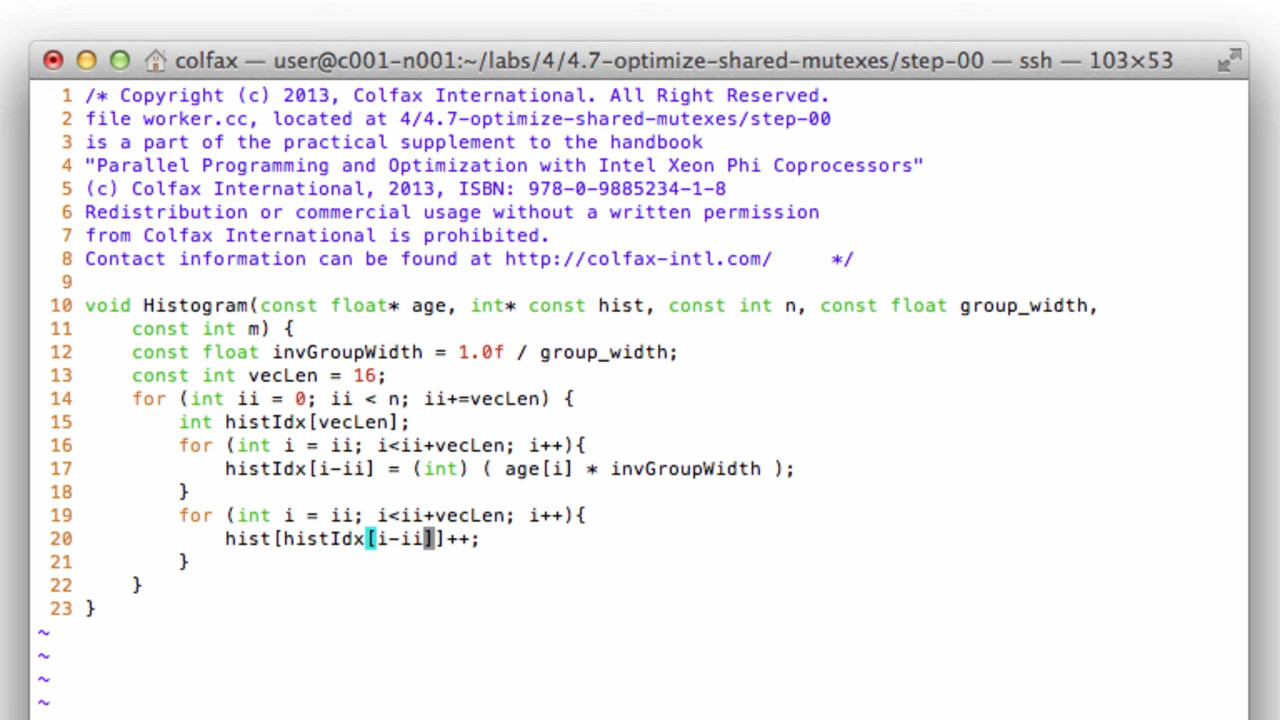 colfax — user@c001-n001:~/labs/4/4.7-optimize-shared-mutexes/step-00 — ssh — 103×53
1 /* Copyright (c) 2013, Colfax International. All Right Reserved.
2 file worker.cc, located at 4/4.7-optimize-shared-mutexes/step-00
3 is a part of the practical supplement to the handbook
4 "Parallel Programming and Optimization with Intel Xeon Phi Coprocessors"
5 (c) Colfax International, 2013, ISBN: 978-0-9885234-1-8
6 Redistribution or commercial usage without a written permission
7 from Colfax International is prohibited.
8 Contact information can be found at http://colfax-intl.com/     */
9
10 void Histogram(const float* age, int* const hist, const int n, const float group_width,
11     const int m) {
12     const float invGroupWidth = 1.0f / group_width;
13     const int vecLen = 16;
14     for (int ii = 0; ii < n; ii+=vecLen) {
15         int histIdx[vecLen];
16         for (int i = ii; i<ii+vecLen; i++){
17             histIdx[i-ii] = (int) ( age[i] * invGroupWidth );
18         }
19         for (int i = ii; i<ii+vecLen; i++){
20             hist[histIdx[i-ii]]++;
21         }
22     }
23 }
~
~
~
~